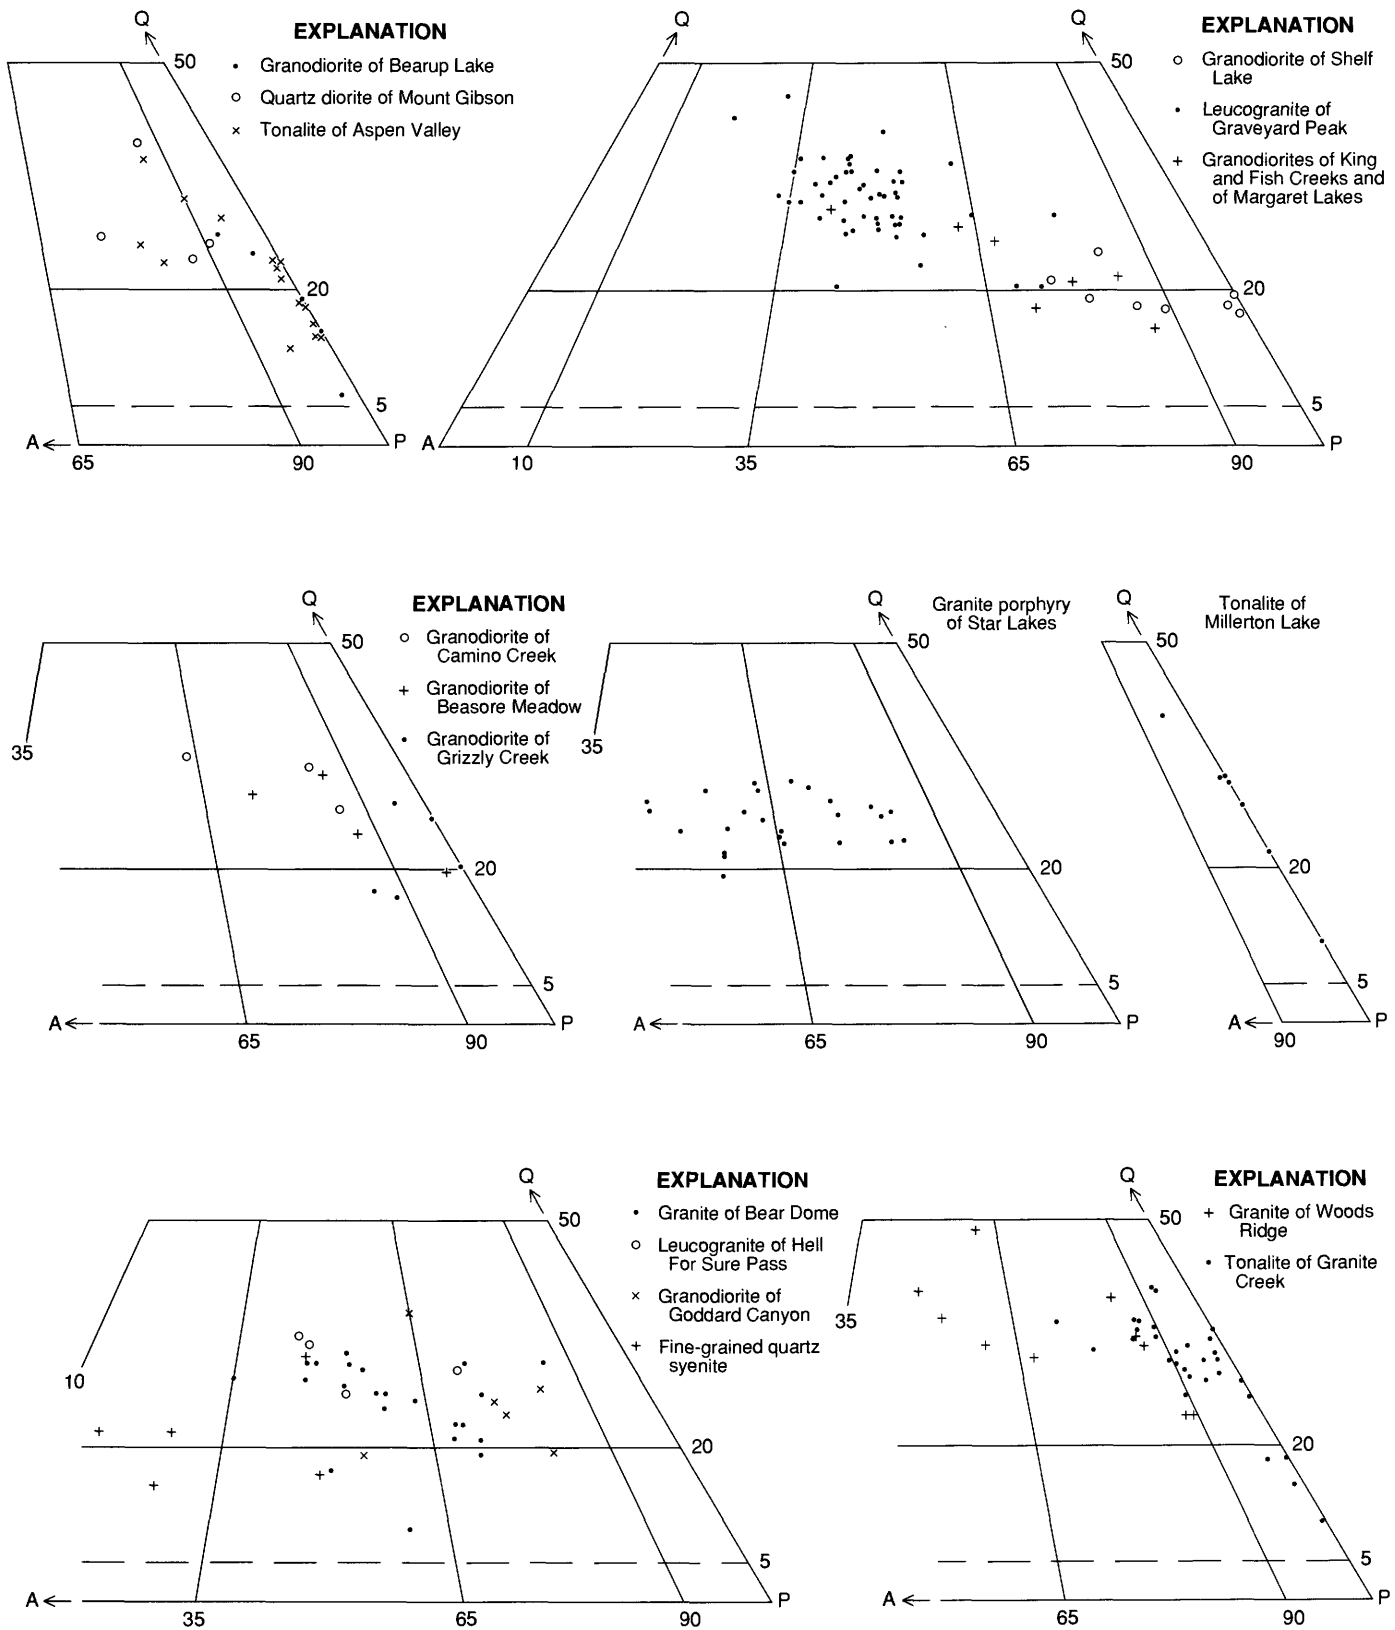 Q
50
EXPLANATION
Granodiorite of Bearup Lake
Quartz diorite of Mount Gibson
Tonalite of Aspen Valley
20
5
A
P
65
90
Q
Q
50
EXPLANATION
Granodiorite of Shelf
Lake
Leucogranite of
Graveyard Peak
Granodiorites of King
and Fish Creeks and
of Margaret Lakes
20
5
A
P
10
35
65
90
Q
50
EXPLANATION
Granodiorite of
Camino Creek
Granodiorite of
Beasore Meadow
Granodiorite of
Grizzly Creek
35
20
5
A
P
65
90
Q
50
Granite porphyry
of Star Lakes
35
20
5
A
P
65
90
Q
50
Tonalite of
Millerton Lake
20
5
A
P
90
Q
50
EXPLANATION
Granite of Bear Dome
Leucogranite of Hell
For Sure Pass
Granodiorite of
Goddard Canyon
Fine-grained quartz
syenite
10
20
5
A
P
35
65
90
Q
50
EXPLANATION
Granite of Woods
Ridge
Tonalite of Granite
Creek
35
20
5
A
P
65
90